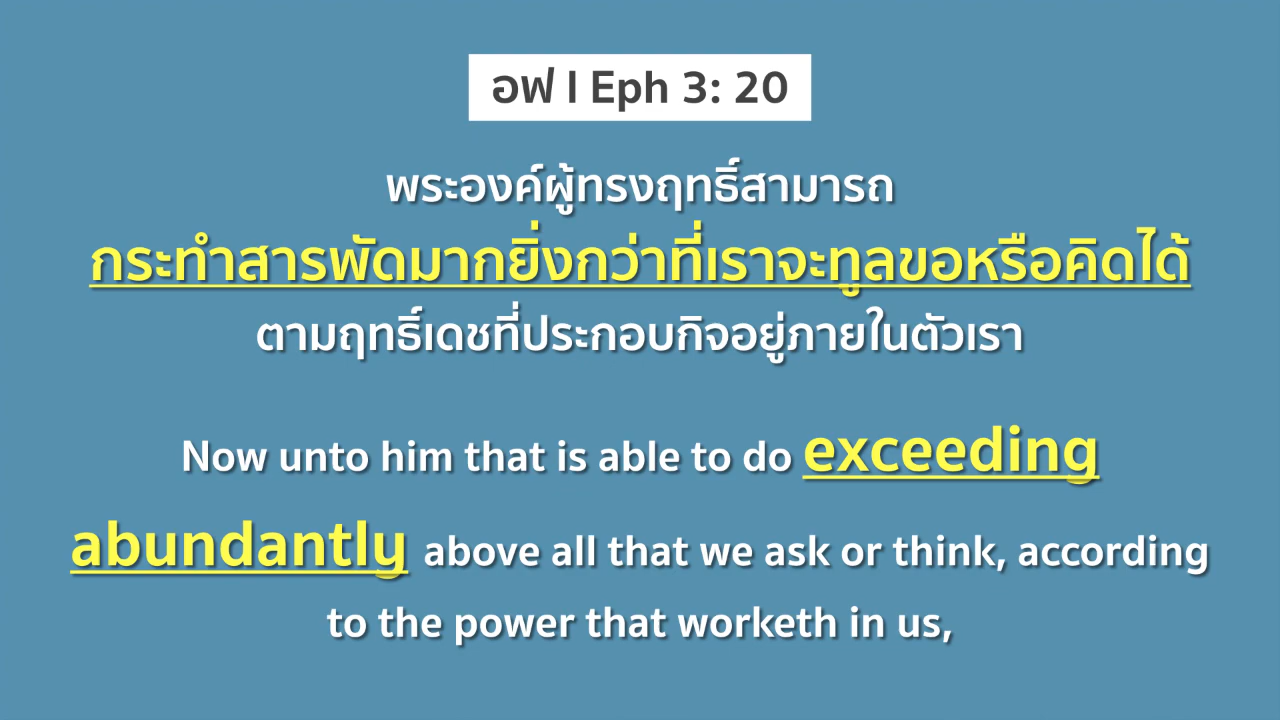 อฟ l Eph 3: 20
พระองค์ผู้ทรงฤทธิ์สามารถ
กระทำสารพัดมากยิ่งกว่าที่เราจะทูลขอหรือคิดได้
ตามฤทธิ์เดชที่ประกอบกิจอยู่ภายในตัวเรา
Now unto him that is able to do exceeding
abundantly above all that we ask or think, according
to the power that worketh in us,